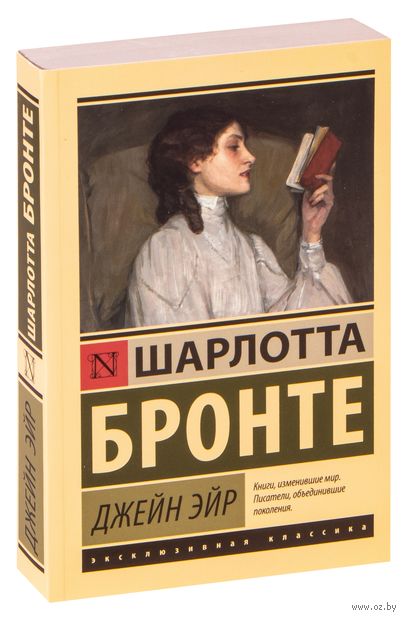 ШАРЛОТТА БРОНТЕ
N
ДЖЕЙН ЭЙР
N
ШАРЛОТТА
БРОНТЕ
ДЖЕЙН ЭЙР
Книги, изменившие мир.
Писатели, объединившие
поколения.
эксклюзивная классика
www.oz.by